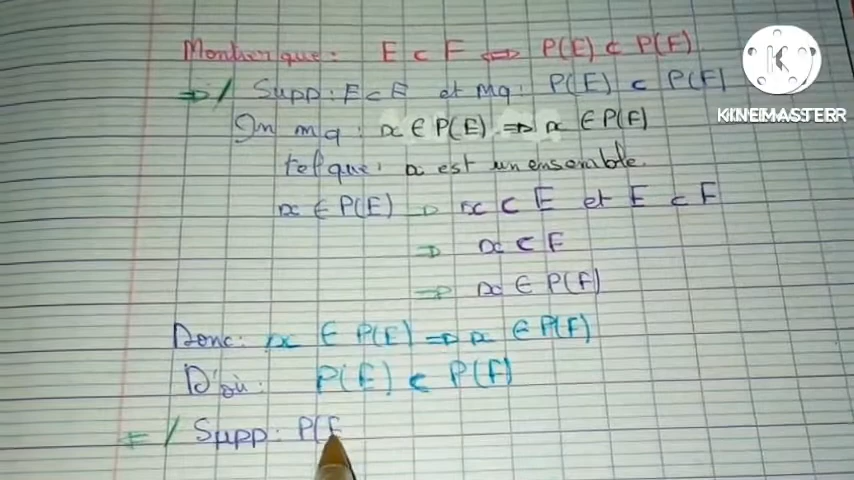 Montrer que: E ⊂ F ⟺ P(E) ⊂ P(F)
⇒/ Supp: E ⊂ F et Mq: P(E) ⊂ P(F)
On mq: x ∈ P(E) ⇒ x ∈ P(F)
tel que: x est un ensemble.
x ∈ P(E) ⇒ x ⊂ E et E ⊂ F
⇒ x ⊂ F
⇒ x ∈ P(F)
Donc: x ∈ P(E) ⇒ x ∈ P(F)
D'où: P(E) ⊂ P(F)
⇐/ Supp: P(E
KINEMASTER